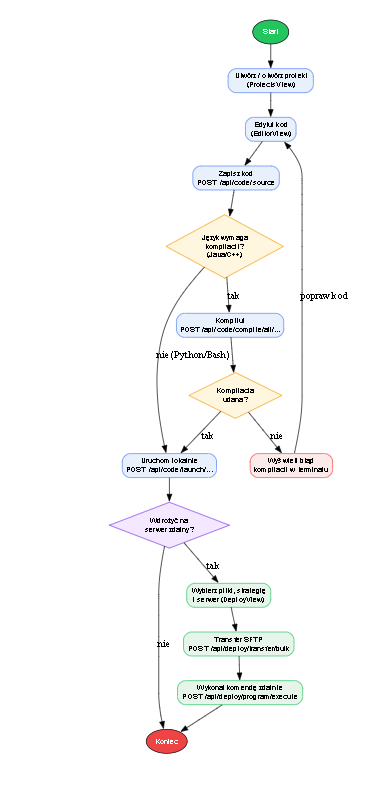 Start
Utwórz / otwórz projekt
(ProjectsView)
Edytuj kod
(EditorView)
Zapisz kod
POST /api/code/source
Język wymaga
kompilacji?
(Java/C++)
tak
Kompiluj
POST /api/code/compile/all/...
nie (Python/Bash)
popraw kod
Kompilacja
udana?
tak
nie
Uruchom lokalnie
POST /api/code/launch/...
Wyświetl błąd
kompilacji w terminalu
Wdrożyć na
serwer zdalny?
tak
Wybierz pliki, strategię
i serwer (DeployView)
nie
Transfer SFTP
POST /api/deploy/transfer/bulk
Wykonaj komendę zdalnie
POST /api/deploy/program/execute
Koniec